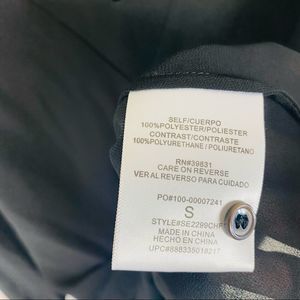 SELF/CUERPO
100%POLYESTER/POLIESTER
CONTRAST/CONTRASTE
100%POLYURETHANE / POLIURETANO
RN#39831
CARE ON REVERSE
VER AL REVERSO PARA CUIDADO
PO#100-00007241
S
STYLE#SE2299CHF
MADE IN CHINA
HECHO EN CHINA
UPC#888335018217